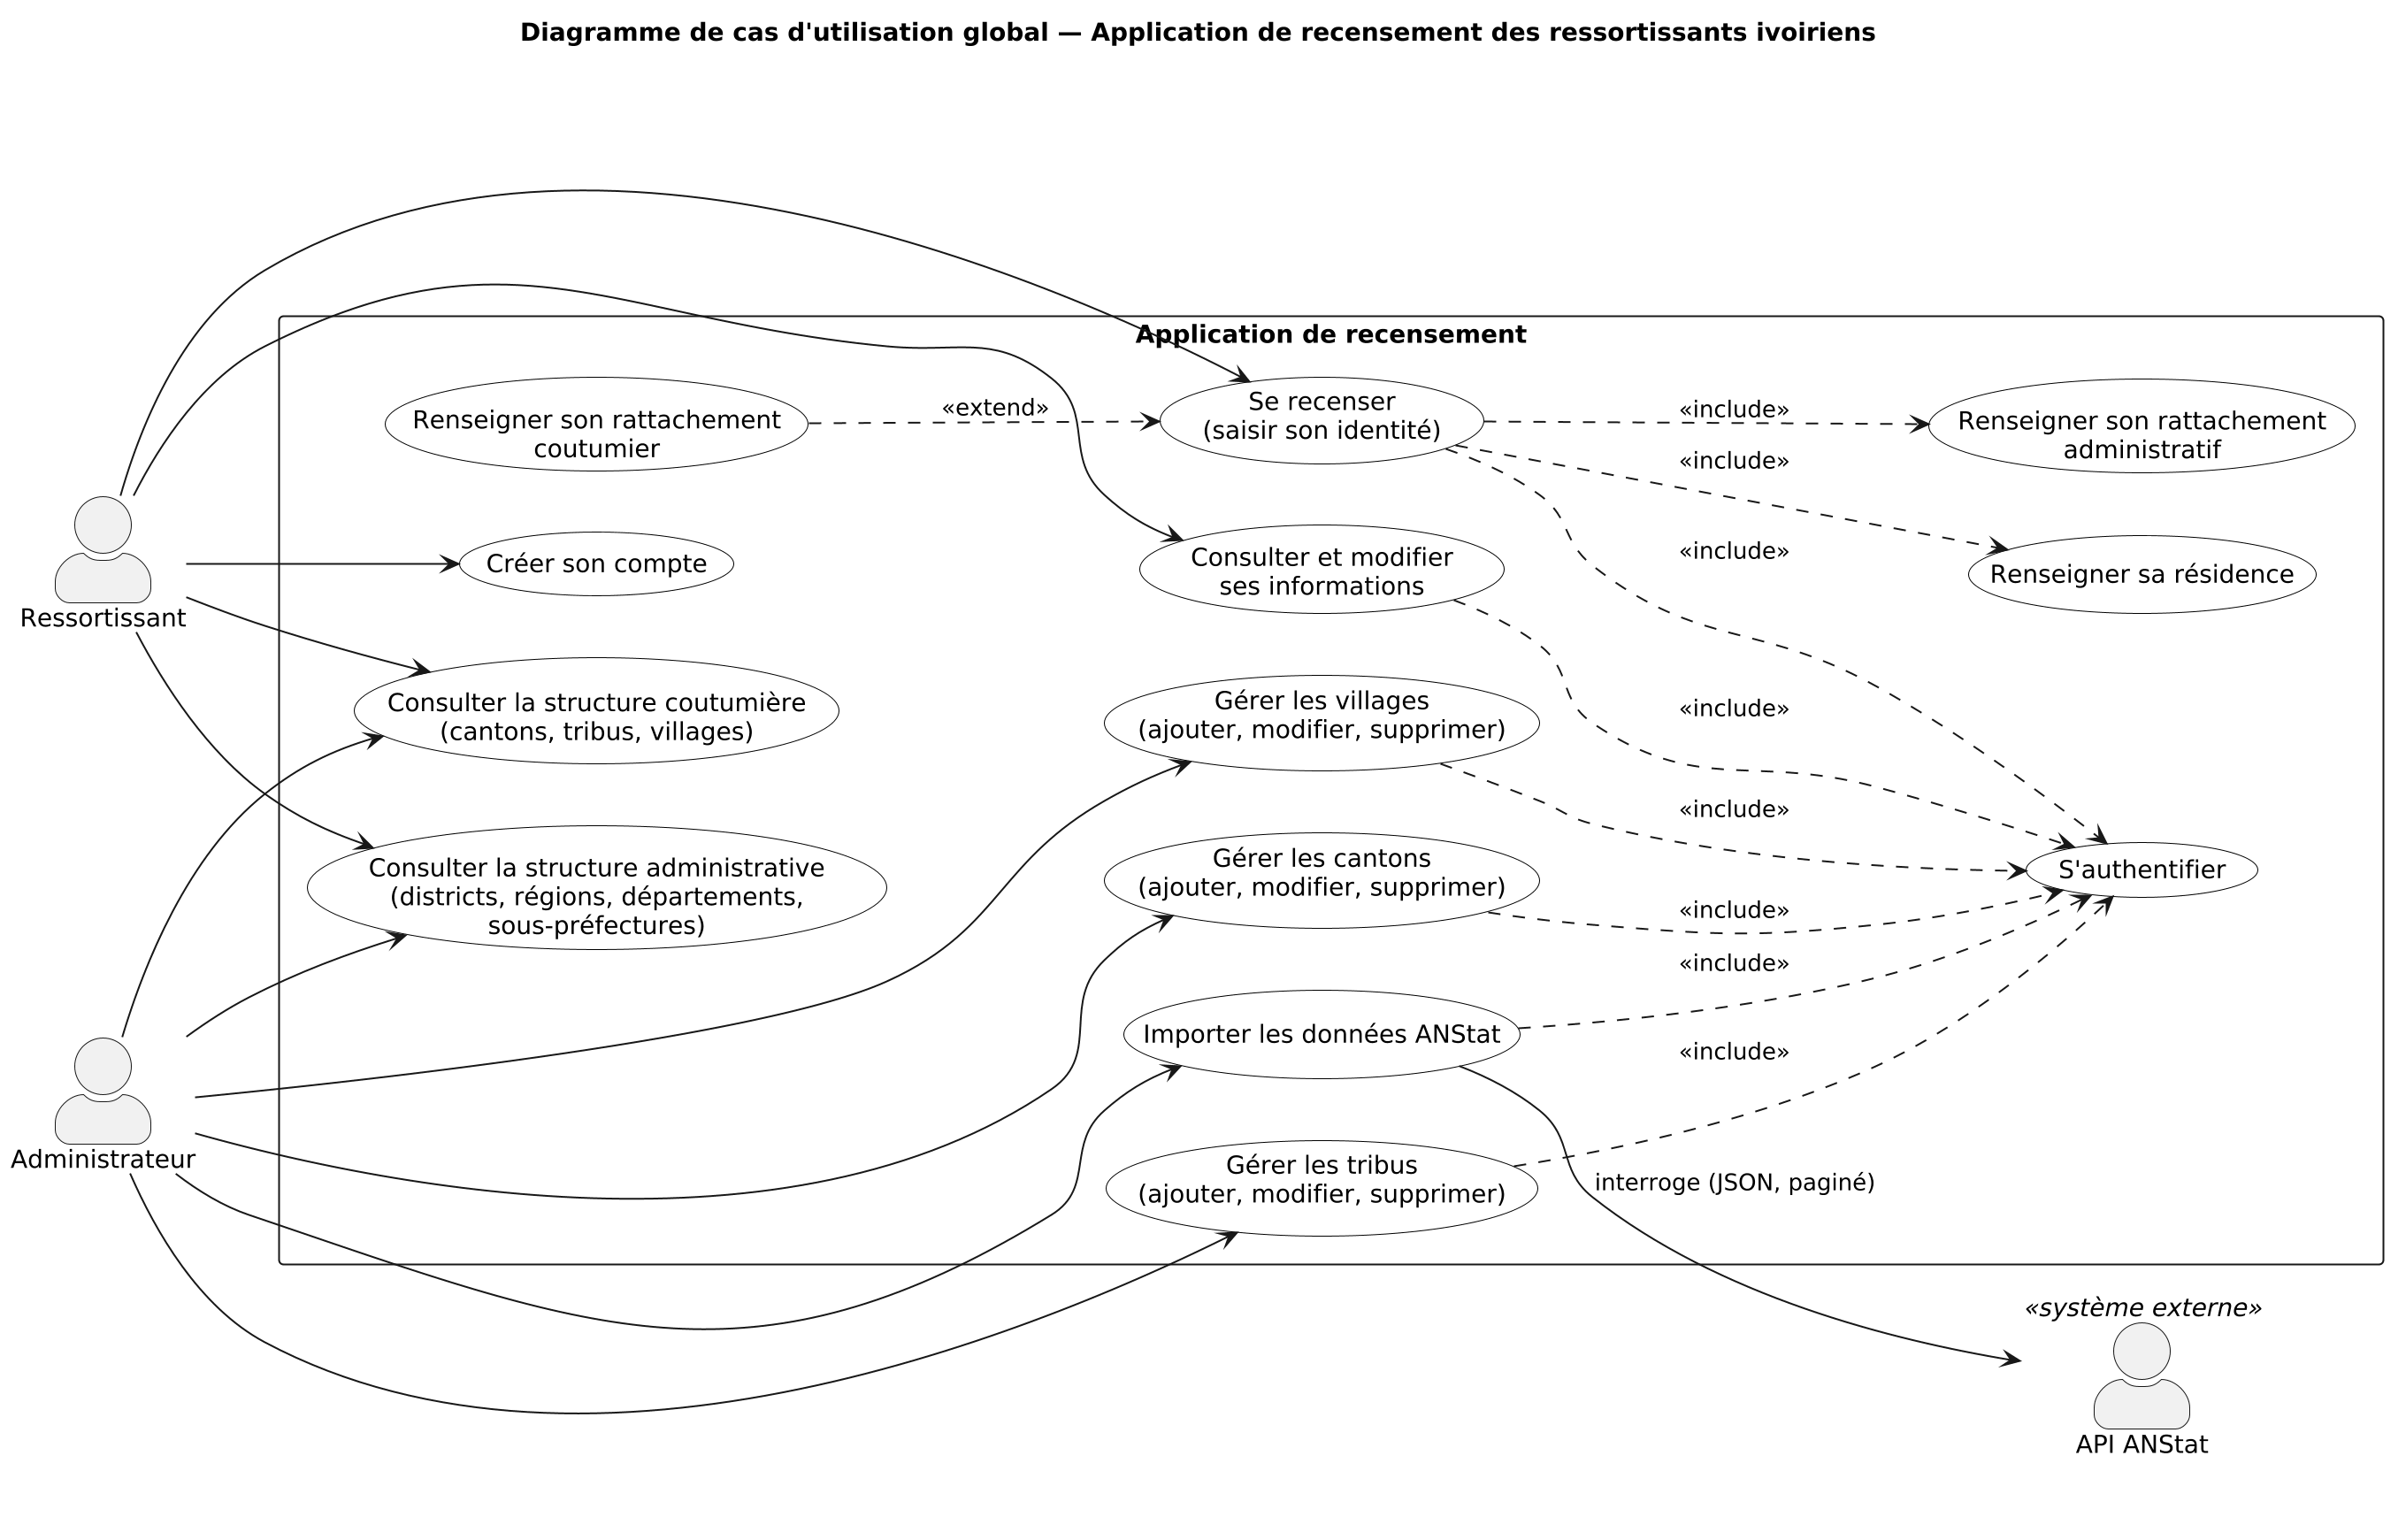 Diagramme de cas d'utilisation global — Application de recensement des ressortissants ivoiriens
Application de recensement
Renseigner son rattachement
coutumier
«extend»
Se recenser
(saisir son identité)
«include»
Renseigner son rattachement
administratif
«include»
Ressortissant
Créer son compte
Consulter et modifier
ses informations
«include»
Renseigner sa résidence
Consulter la structure coutumière
(cantons, tribus, villages)
Gérer les villages
(ajouter, modifier, supprimer)
«include»
«include»
Consulter la structure administrative
(districts, régions, départements,
sous-préfectures)
Gérer les cantons
(ajouter, modifier, supprimer)
«include»
S'authentifier
«include»
Importer les données ANStat
«include»
Administrateur
Gérer les tribus
(ajouter, modifier, supprimer)
interroge (JSON, paginé)
«système externe»
API ANStat